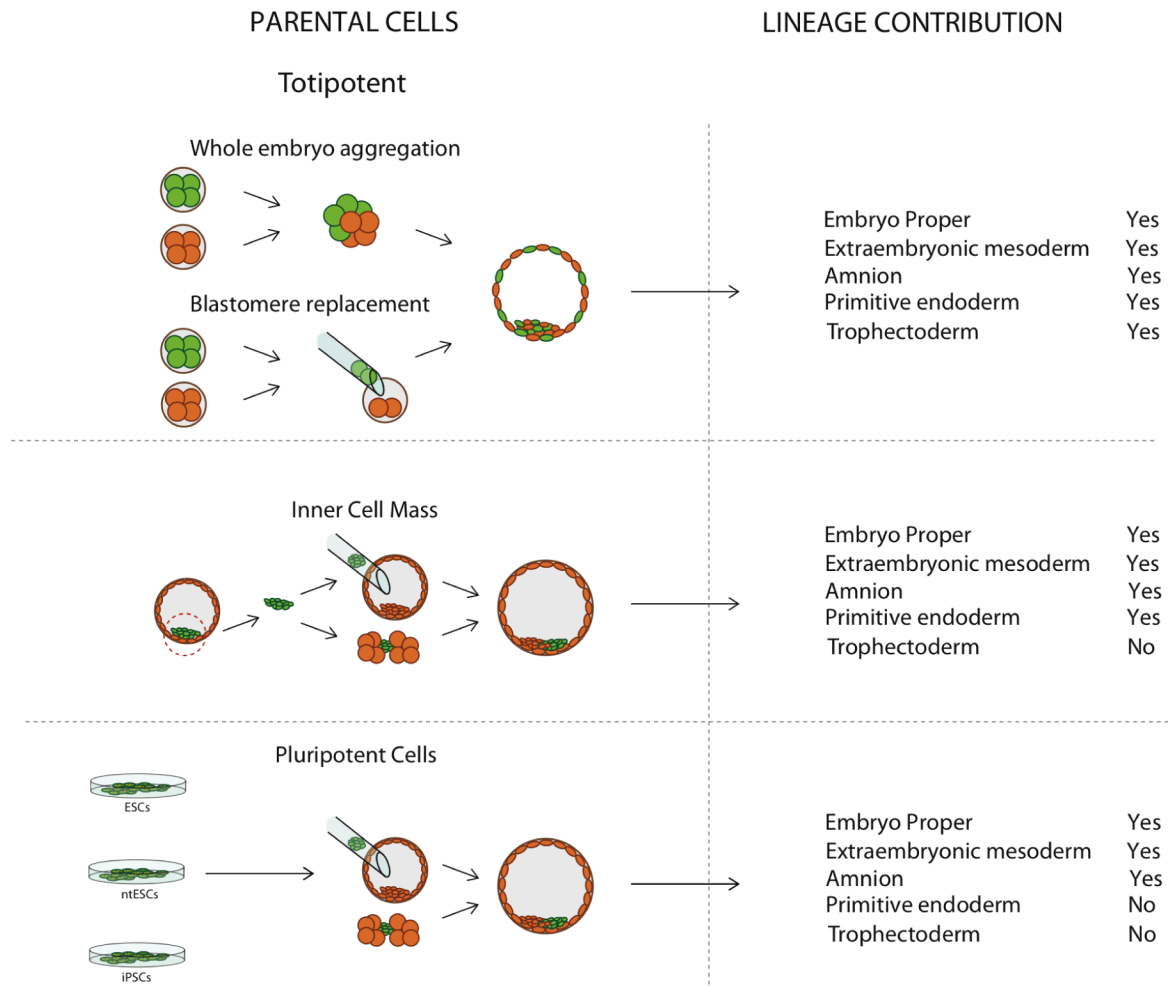 PARENTAL CELLS
LINEAGE CONTRIBUTION
Totipotent
Whole embryo aggregation
Blastomere replacement
Embryo Proper Yes
Extraembryonic mesoderm Yes
Amnion Yes
Primitive endoderm Yes
Trophectoderm Yes
Inner Cell Mass
Embryo Proper Yes
Extraembryonic mesoderm Yes
Amnion Yes
Primitive endoderm Yes
Trophectoderm No
Pluripotent Cells
ESCs
ntESCs
iPSCs
Embryo Proper Yes
Extraembryonic mesoderm Yes
Amnion Yes
Primitive endoderm No
Trophectoderm No